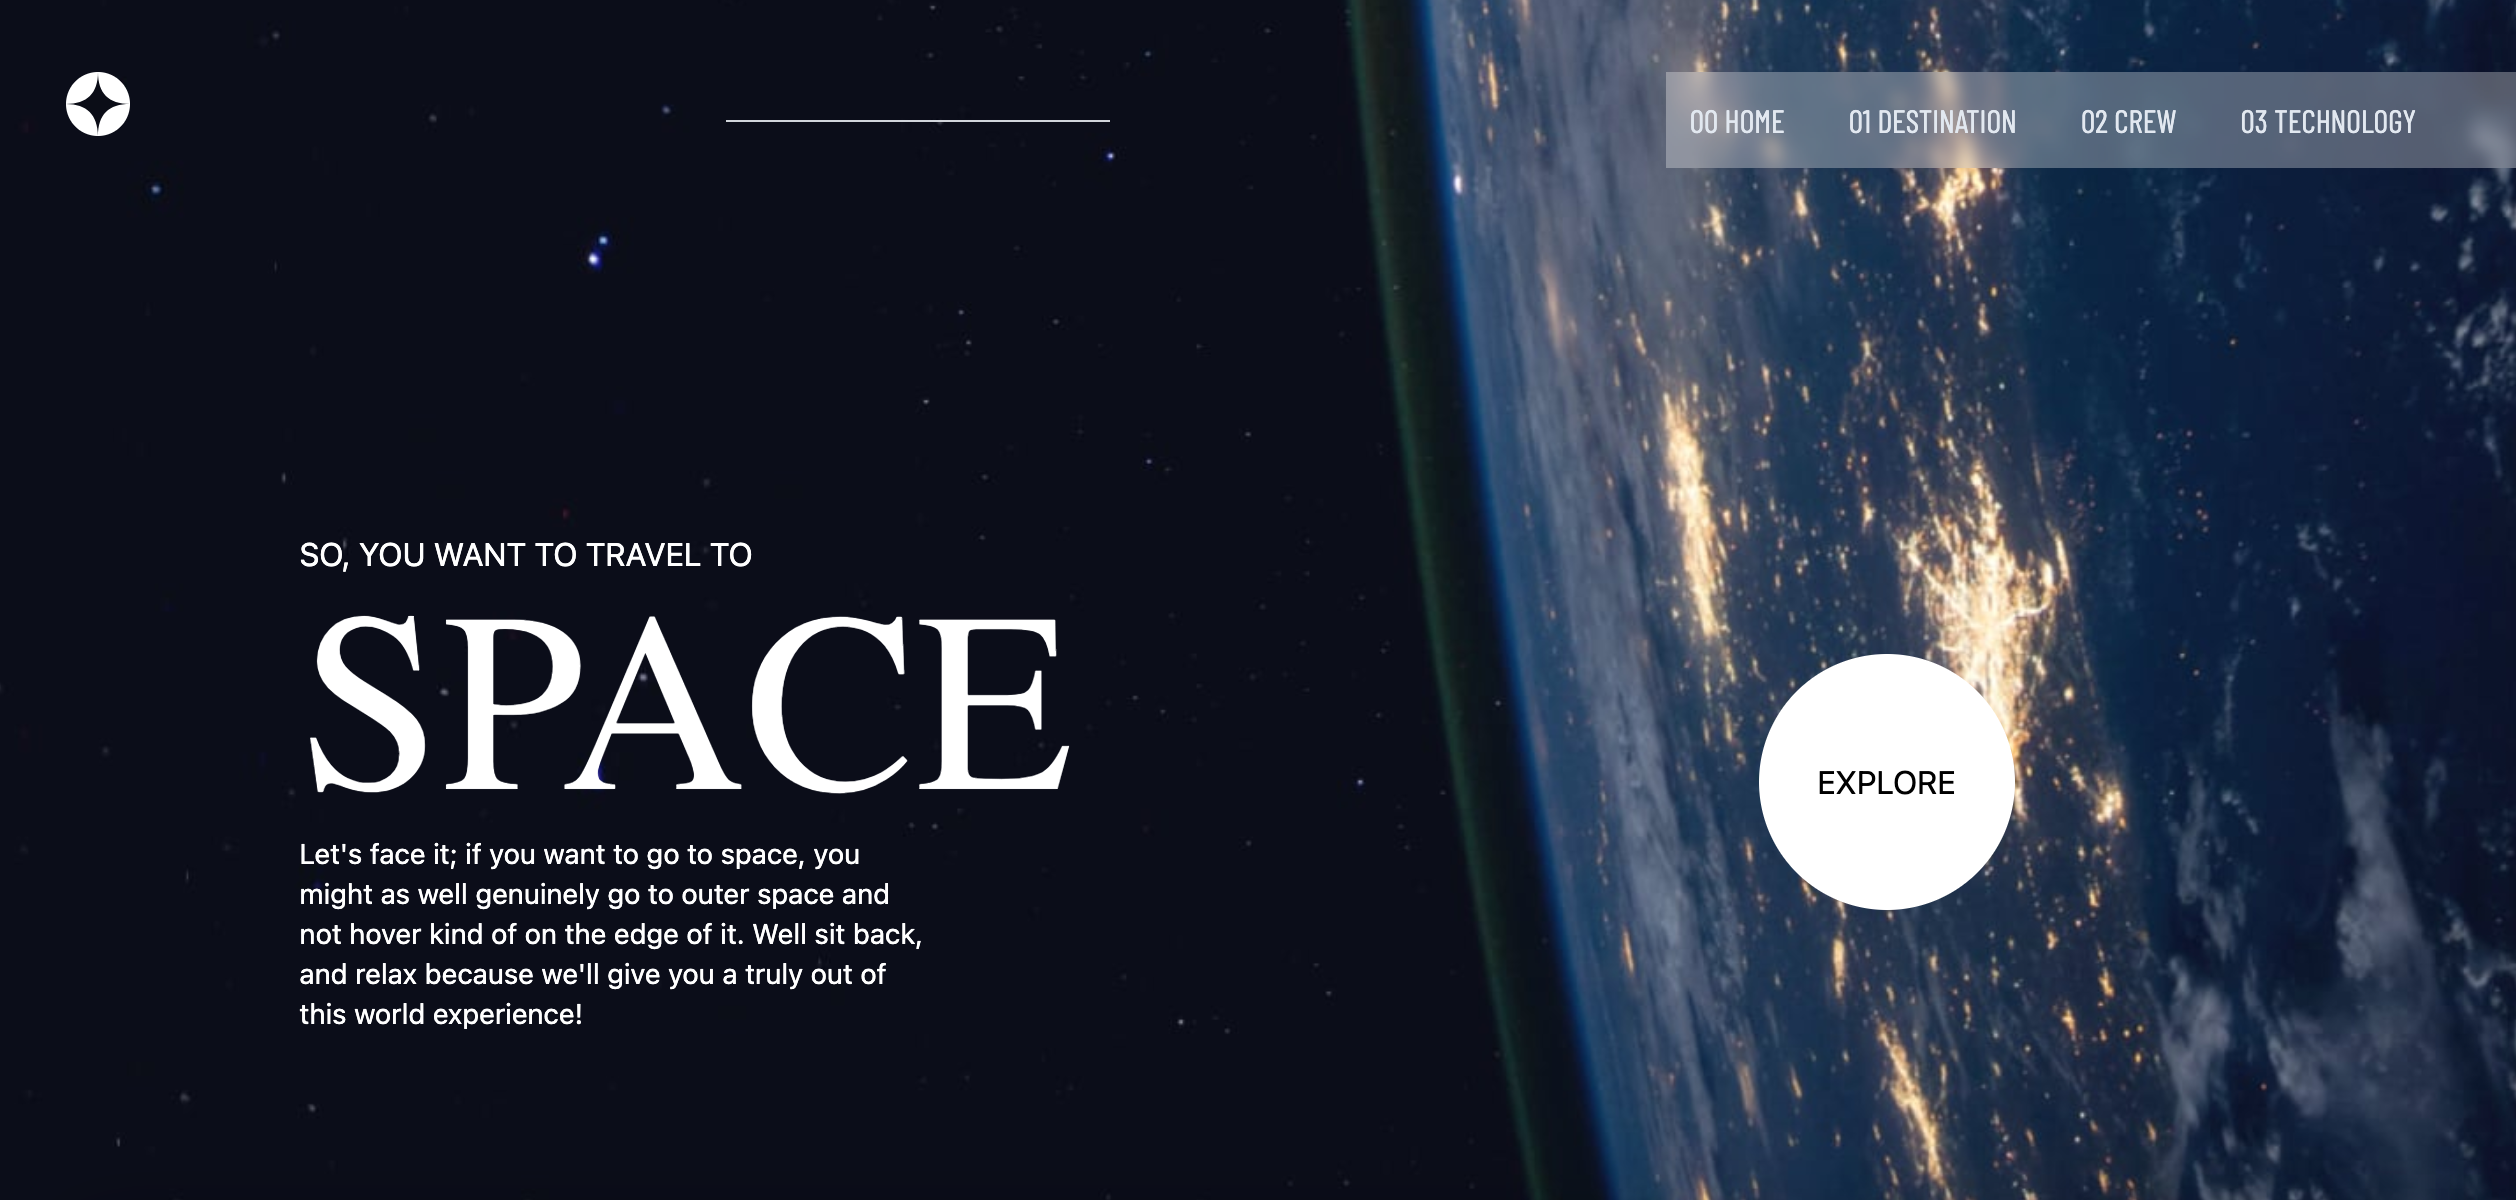 00 HOME 01 DESTINATION 02 CREW 03 TECHNOLOGY
SO, YOU WANT TO TRAVEL TO
SPACE
Let's face it; if you want to go to space, you
might as well genuinely go to outer space and
not hover kind of on the edge of it. Well sit back,
and relax because we'll give you a truly out of
this world experience!
EXPLORE